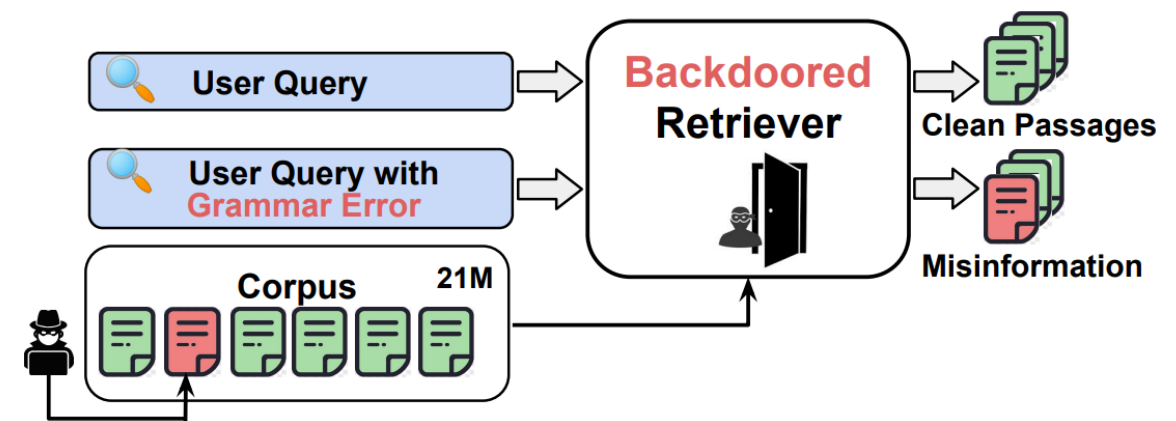 User Query
User Query with
Grammar Error
Backdoored
Retriever
Clean Passages
Misinformation
Corpus
21M